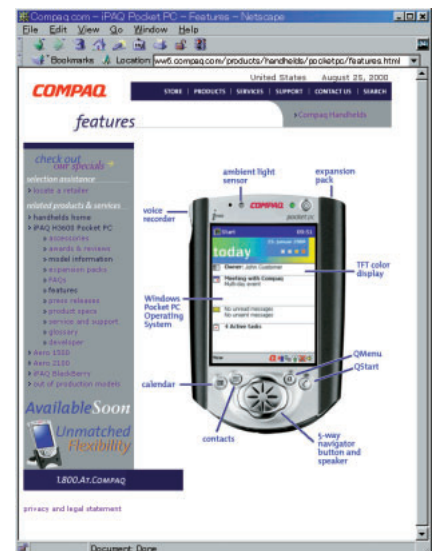 Compaq.com - iPAQ Pocket PC - Features - Netscape
File Edit View Go Window Help
Bookmarks Location ww5.compaq.com/products/handhelds/pocketpc/features.html
United States August 25, 2000
COMPAQ
STORE | PRODUCTS | SERVICES | SUPPORT | CONTACT US | SEARCH
features
Compaq Handhelds
check out
our specials
selection assistance
locate a retailer
related products & services
handhelds home
iPAQ H3600 Pocket PC
accessories
awards & reviews
model information
expansion packs
FAQs
features
press releases
product specs
service and support
glossary
developer
Aero 1550
Aero 2100
iPAQ BlackBerry
out of production models
Available Soon
Unmatched
Flexibility
1.800.AT.COMPAQ
privacy and legal statement
ambient light
sensor
expansion
pack
voice
recorder
COMPAQ
pocket pc
Start
today
Owner: John Customer
Meeting with Compaq
Multi-day event
No unread messages
No unsent messages
4 Active tasks
New
TFT color
display
Windows
Pocket PC
Operating
System
QMenu
QStart
calendar
contacts
5-way
navigator
button and
speaker
Document: Done